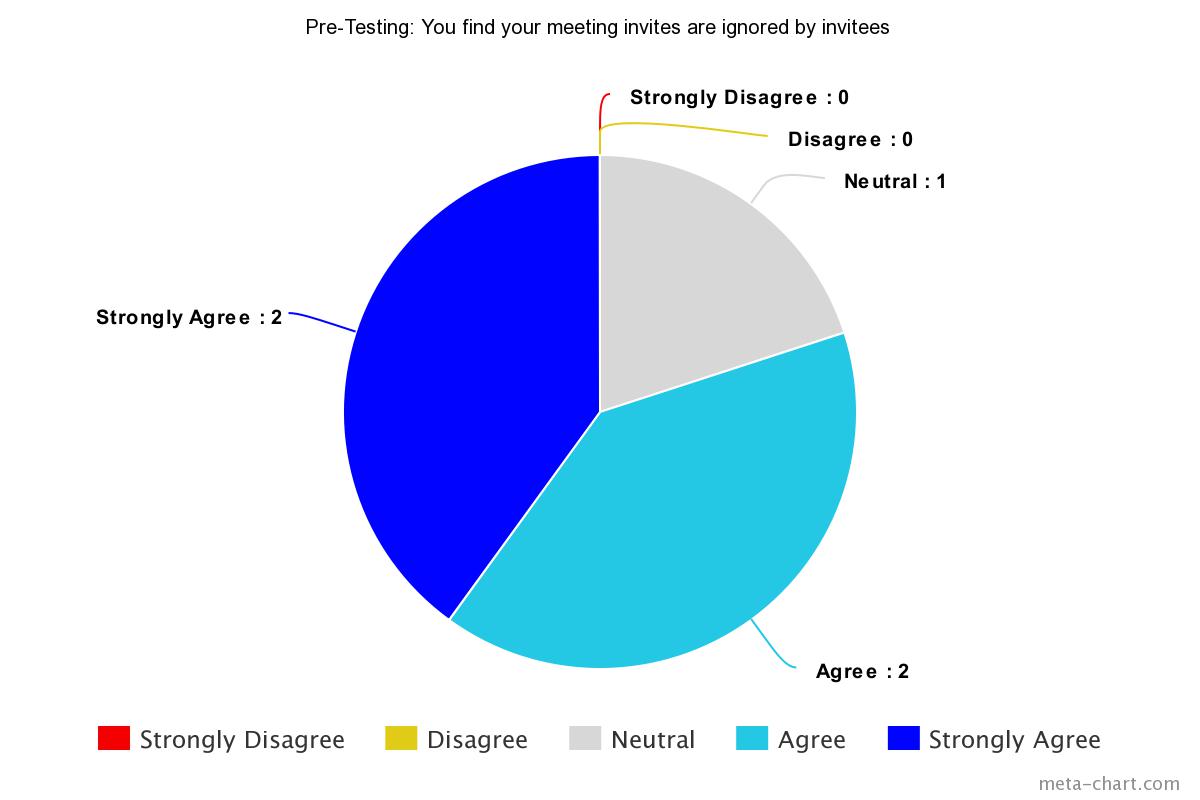 Pre-Testing: You find your meeting invites are ignored by invitees
Strongly Disagree : 0
Disagree : 0
Neutral : 1
Strongly Agree : 2
Agree : 2
Strongly Disagree Disagree Neutral Agree Strongly Agree
meta-chart.com